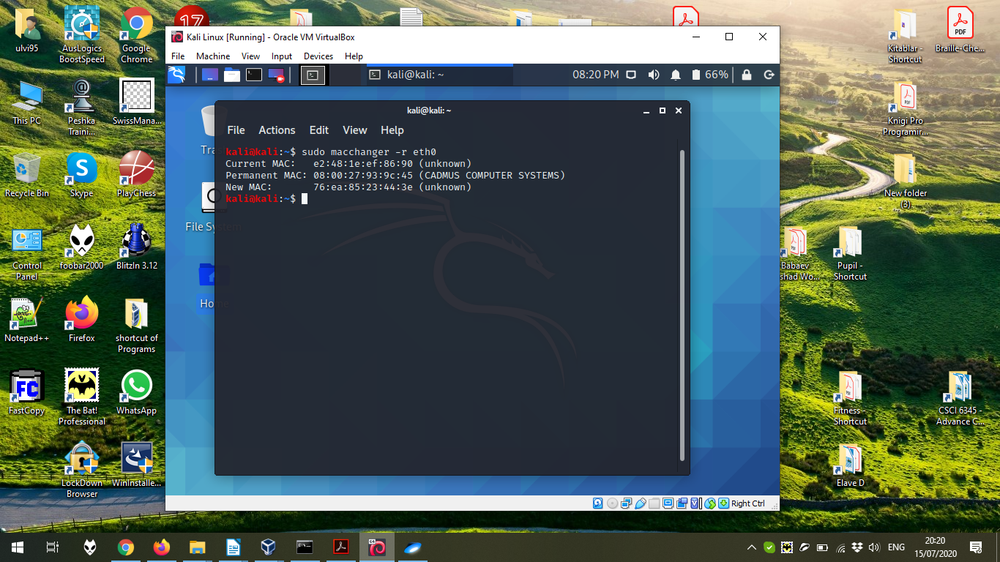 17
Kali Linux [Running] - Oracle VM VirtualBox
File Machine View Input Devices Help
08:20 PM 66%
kali@kali: ~
kali@kali: ~
File Actions Edit View Help
kali@kali:~$ sudo macchanger -r eth0
Current MAC:   e2:48:1e:ef:86:90 (unknown)
Permanent MAC: 08:00:27:93:9c:45 (CADMUS COMPUTER SYSTEMS)
New MAC:       76:ea:85:23:44:3e (unknown)
kali@kali:~$
Tra
File System
Home
Right Ctrl
ulvi95
AusLogics
BoostSpeed
Google
Chrome
This PC
Peshka
Traini...
SwissMana...
Recycle Bin
Skype
PlayChess
Control
Panel
foobar2000
BlitzIn 3.12
Notepad++
Firefox
shortcut of
Programs
FC
FastCopy
The Bat!
Professional
WhatsApp
LockDown
Browser
WinInstalle...
Kitablar -
Shortcut
PDF
Braille-Che...
Knigi Pro
Programir...
New folder
(3)
Babaev
shad Wo...
Pupil -
Shortcut
Fitness -
Shortcut
CSCI 6345 -
Advance C...
Elave D
64
ENG
20:20
15/07/2020